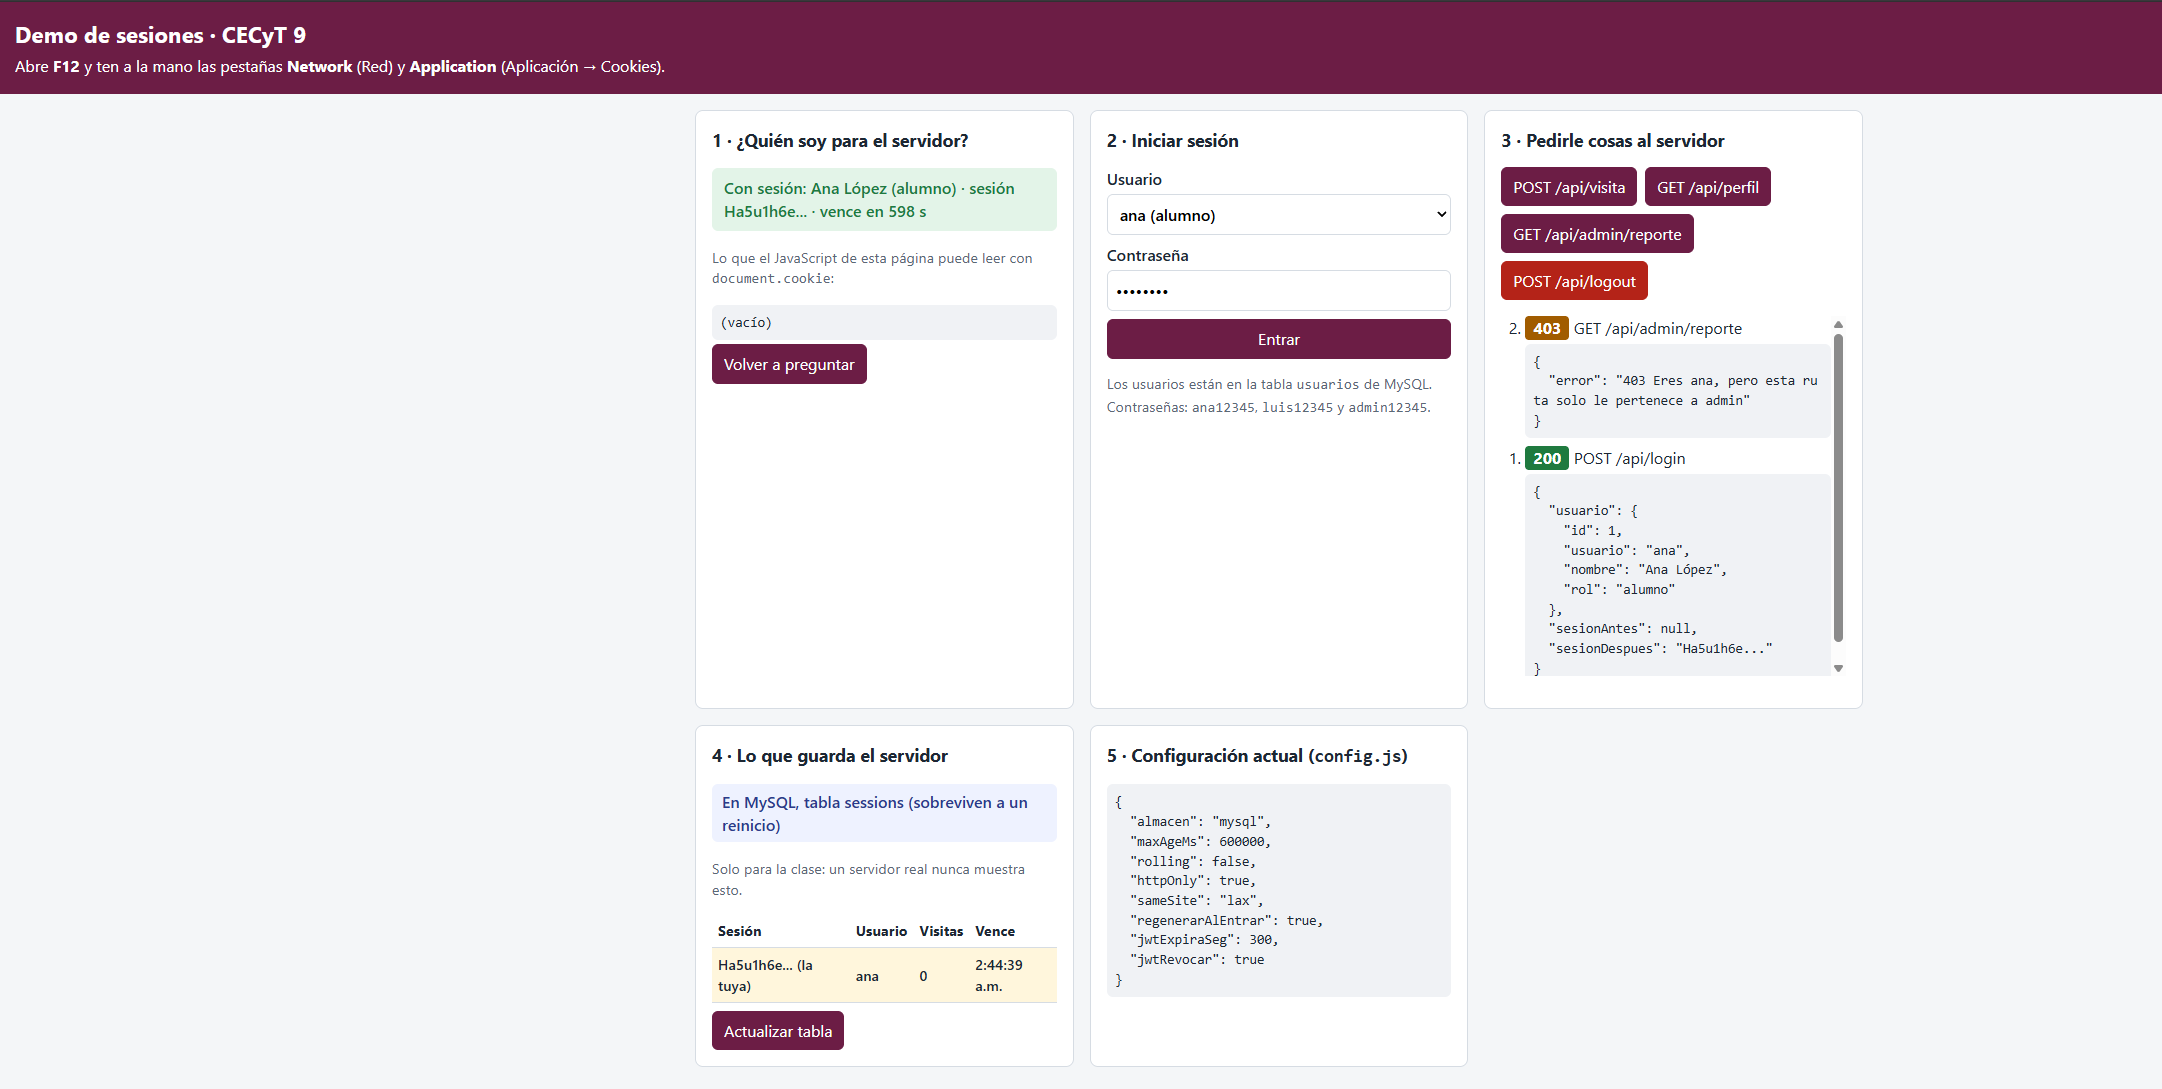 Demo de sesiones · CECyT 9
Abre F12 y ten a la mano las pestañas Network (Red) y Application (Aplicación → Cookies).
1 · ¿Quién soy para el servidor?
Con sesión: Ana López (alumno) · sesión
Ha5u1h6e... · vence en 598 s
Lo que el JavaScript de esta página puede leer con
document.cookie:
(vacío)
Volver a preguntar
2 · Iniciar sesión
Usuario
ana (alumno)
Contraseña
••••••••
Entrar
Los usuarios están en la tabla usuarios de MySQL.
Contraseñas: ana12345, luis12345 y admin12345.
3 · Pedirle cosas al servidor
POST /api/visita
GET /api/perfil
GET /api/admin/reporte
POST /api/logout
2. 403 GET /api/admin/reporte
{
  "error": "403 Eres ana, pero esta ru
ta solo le pertenece a admin"
}
1. 200 POST /api/login
{
  "usuario": {
    "id": 1,
    "usuario": "ana",
    "nombre": "Ana López",
    "rol": "alumno"
  },
  "sesionAntes": null,
  "sesionDespues": "Ha5u1h6e..."
}
4 · Lo que guarda el servidor
En MySQL, tabla sessions (sobreviven a un
reinicio)
Solo para la clase: un servidor real nunca muestra
esto.
Sesión Usuario Visitas Vence
Ha5u1h6e... (la
tuya)
ana
0
2:44:39
a.m.
Actualizar tabla
5 · Configuración actual (config.js)
{
  "almacen": "mysql",
  "maxAgeMs": 600000,
  "rolling": false,
  "httpOnly": true,
  "sameSite": "lax",
  "regenerarAlEntrar": true,
  "jwtExpiraSeg": 300,
  "jwtRevocar": true
}